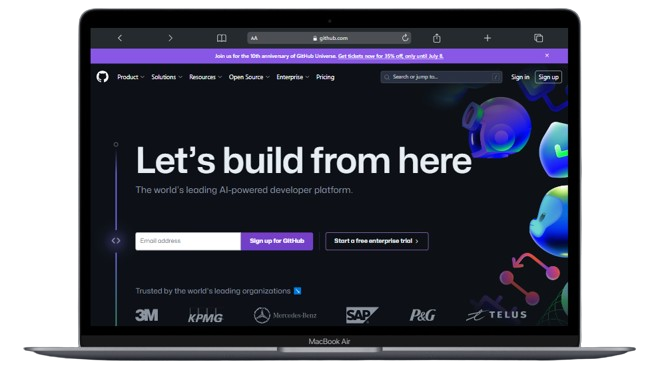 AA
github.com
Join us for the 10th anniversary of GitHub Universe. Get tickets now for 35% off, only until July 8.
Product Solutions Resources Open Source Enterprise Pricing
Search or jump to... /
Sign in Sign up
Let's build from here
The world's leading AI-powered developer platform.
Email address Sign up for GitHub Start a free enterprise trial
Trusted by the world's leading organizations
3M KPMG Mercedes-Benz SAP P&G TELUS
MacBook Air